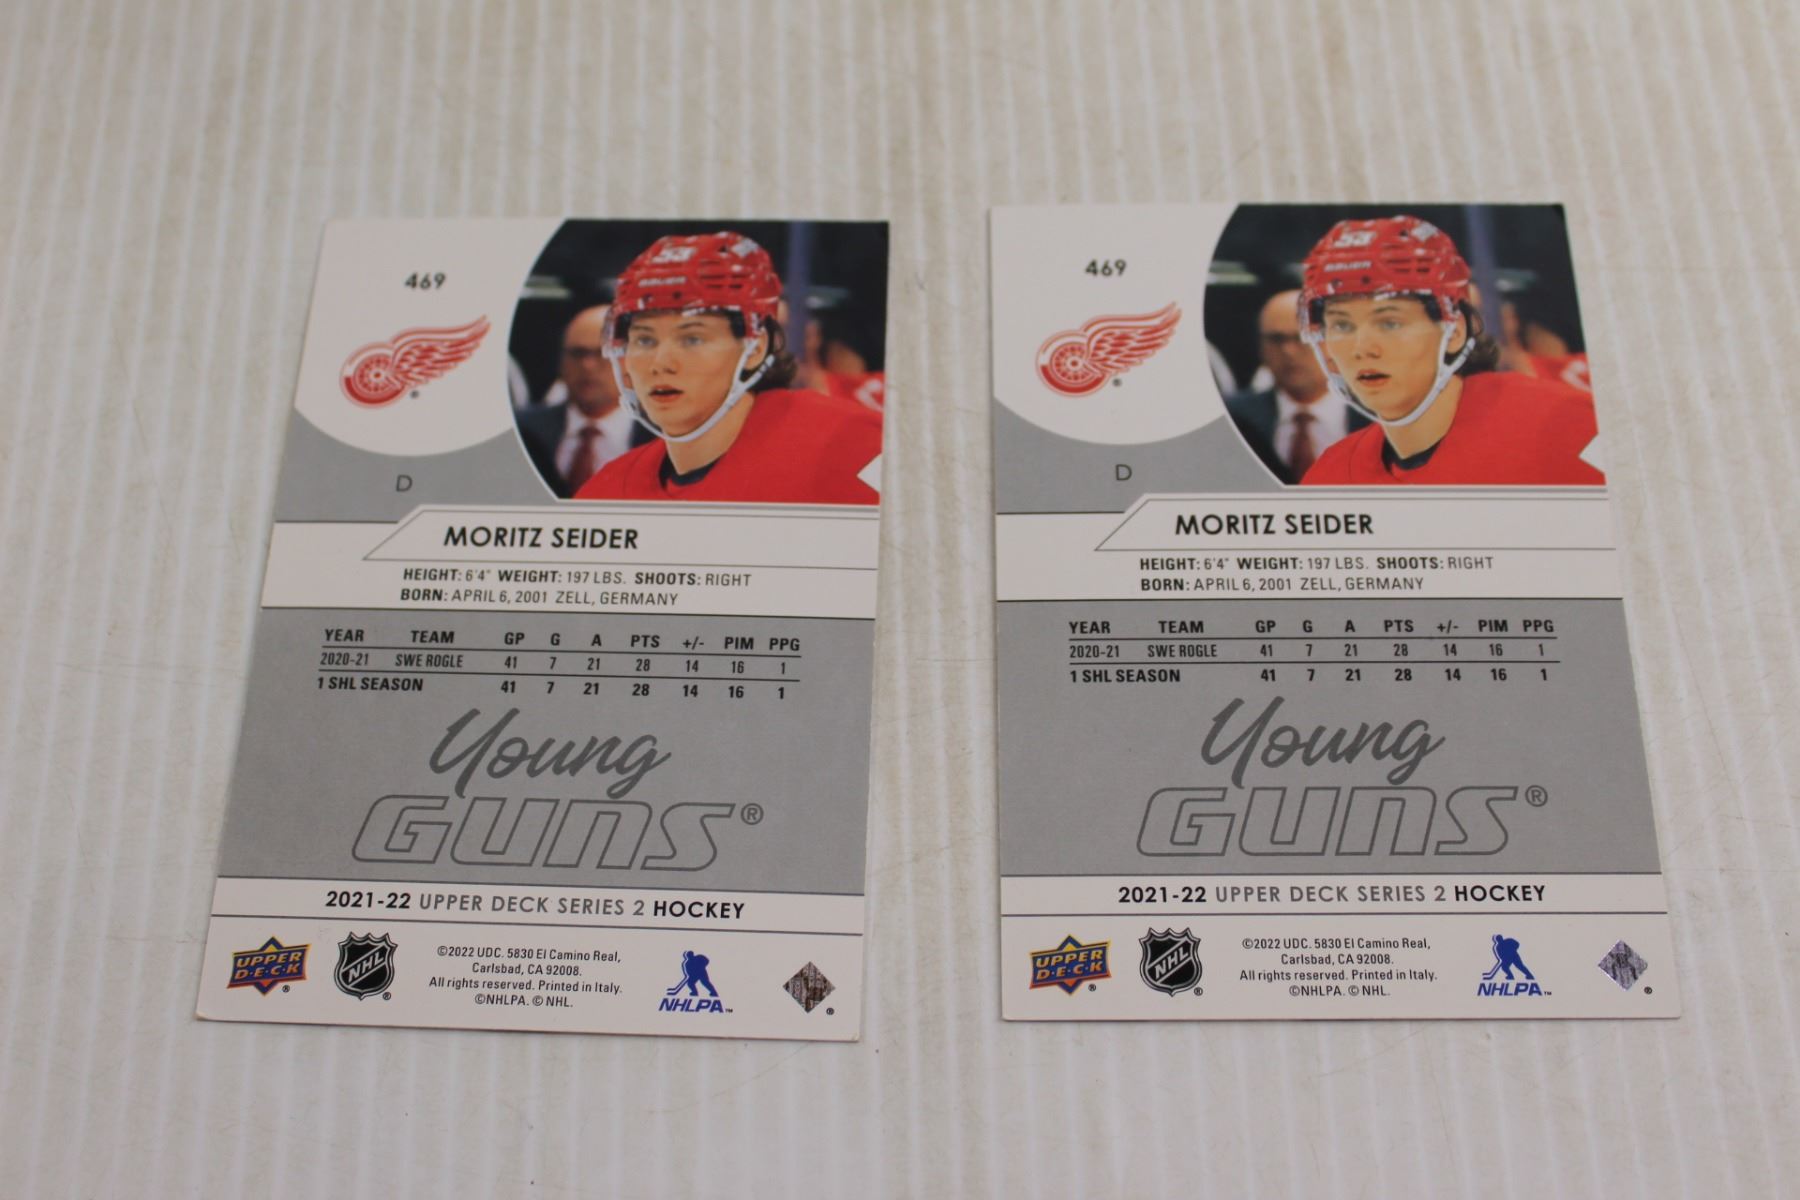 469
53
BAUER
D
MORITZ SEIDER
HEIGHT: 6'4" WEIGHT: 197 LBS. SHOOTS: RIGHT
BORN: APRIL 6, 2001 ZELL, GERMANY
YEAR TEAM GP G A PTS +/- PIM PPG
2020-21 SWE ROGLE 41 7 21 28 14 16 1
1 SHL SEASON 41 7 21 28 14 16 1
Young
GUNS®
2021-22 UPPER DECK SERIES 2 HOCKEY
UPPER
D·E·C·K ®
NHL ®
©2022 UDC. 5830 El Camino Real,
Carlsbad, CA 92008.
All rights reserved. Printed in Italy.
©NHLPA. © NHL.
NHLPA™
®
469
53
BAUER
D
MORITZ SEIDER
HEIGHT: 6'4" WEIGHT: 197 LBS. SHOOTS: RIGHT
BORN: APRIL 6, 2001 ZELL, GERMANY
YEAR TEAM GP G A PTS +/- PIM PPG
2020-21 SWE ROGLE 41 7 21 28 14 16 1
1 SHL SEASON 41 7 21 28 14 16 1
Young
GUNS®
2021-22 UPPER DECK SERIES 2 HOCKEY
UPPER
D·E·C·K ®
NHL ®
©2022 UDC. 5830 El Camino Real,
Carlsbad, CA 92008.
All rights reserved. Printed in Italy.
©NHLPA. © NHL.
NHLPA™
®